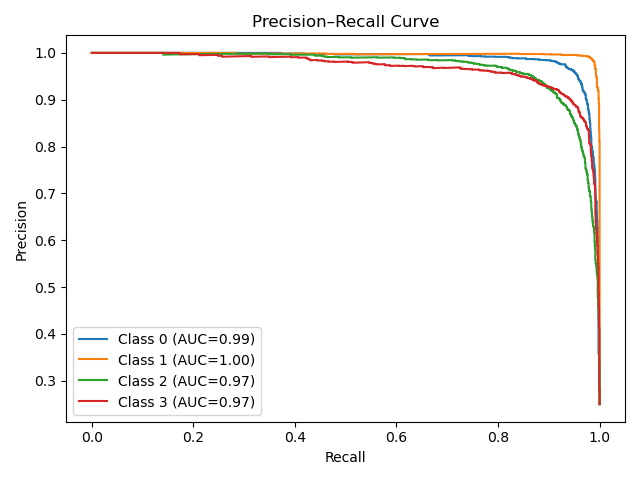 Precision–Recall Curve
Precision
1.0
0.9
0.8
0.7
0.6
0.5
0.4
0.3
Class 0 (AUC=0.99)
Class 1 (AUC=1.00)
Class 2 (AUC=0.97)
Class 3 (AUC=0.97)
0.0 0.2 0.4 0.6 0.8 1.0
Recall